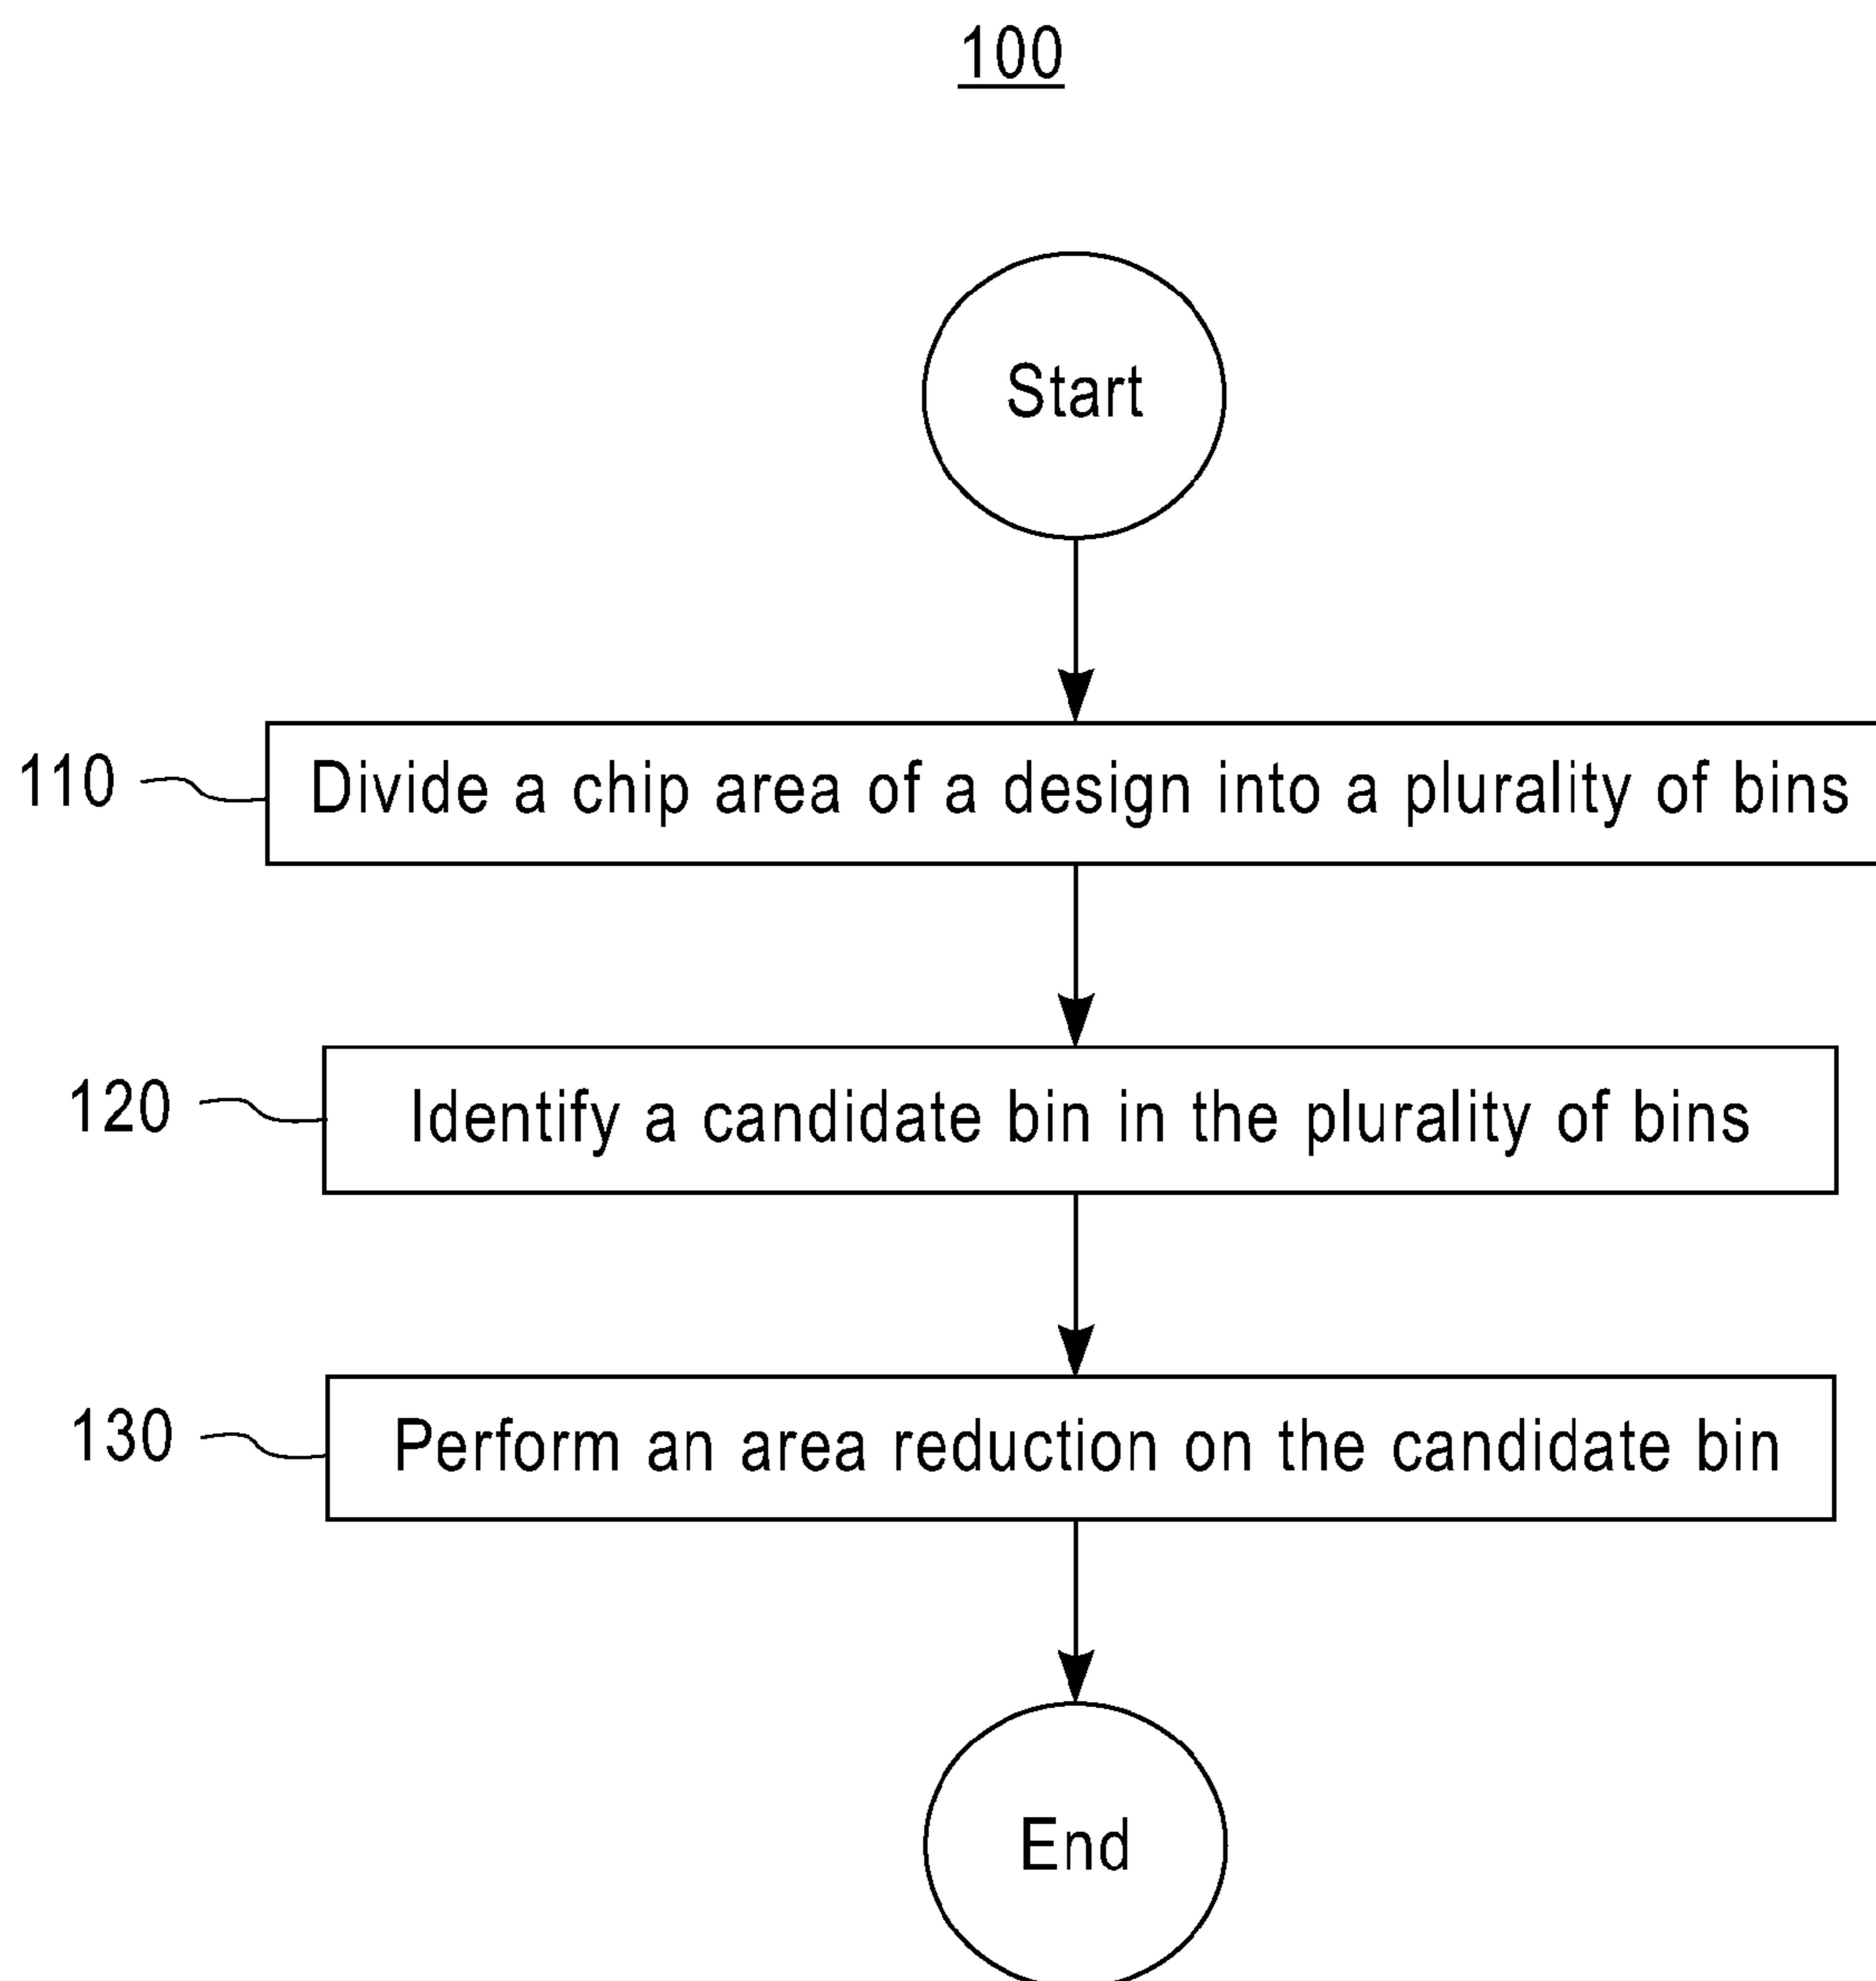 100
Start
110 Divide a chip area of a design into a plurality of bins
120 Identify a candidate bin in the plurality of bins
130 Perform an area reduction on the candidate bin
End